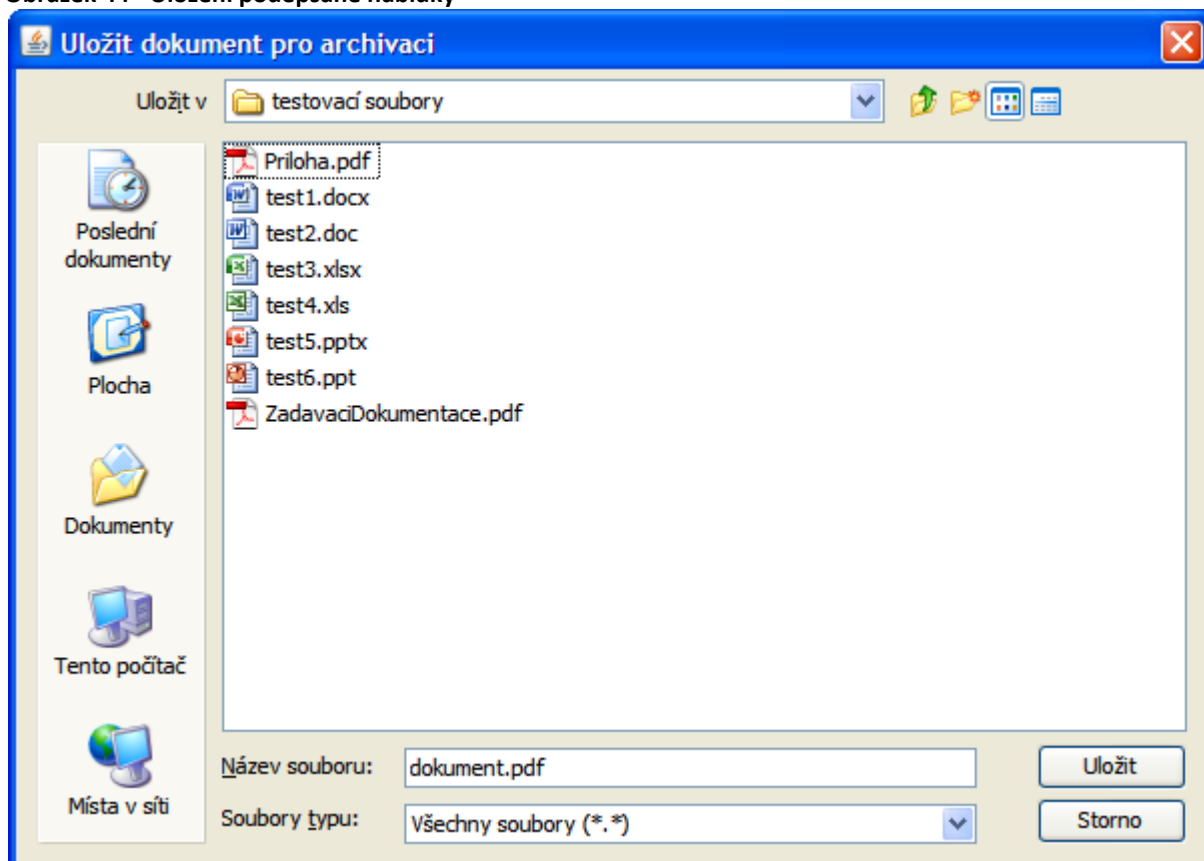 Uložit dokument pro archivaci
Uložit v
testovací soubory
Poslední
dokumenty
Plocha
Dokumenty
Tento počítač
Místa v síti
Priloha.pdf
test1.docx
test2.doc
test3.xlsx
test4.xls
test5.pptx
test6.ppt
ZadavaciDokumentace.pdf
Název souboru:
dokument.pdf
Uložit
Soubory typu:
Všechny soubory (*.*)
Storno